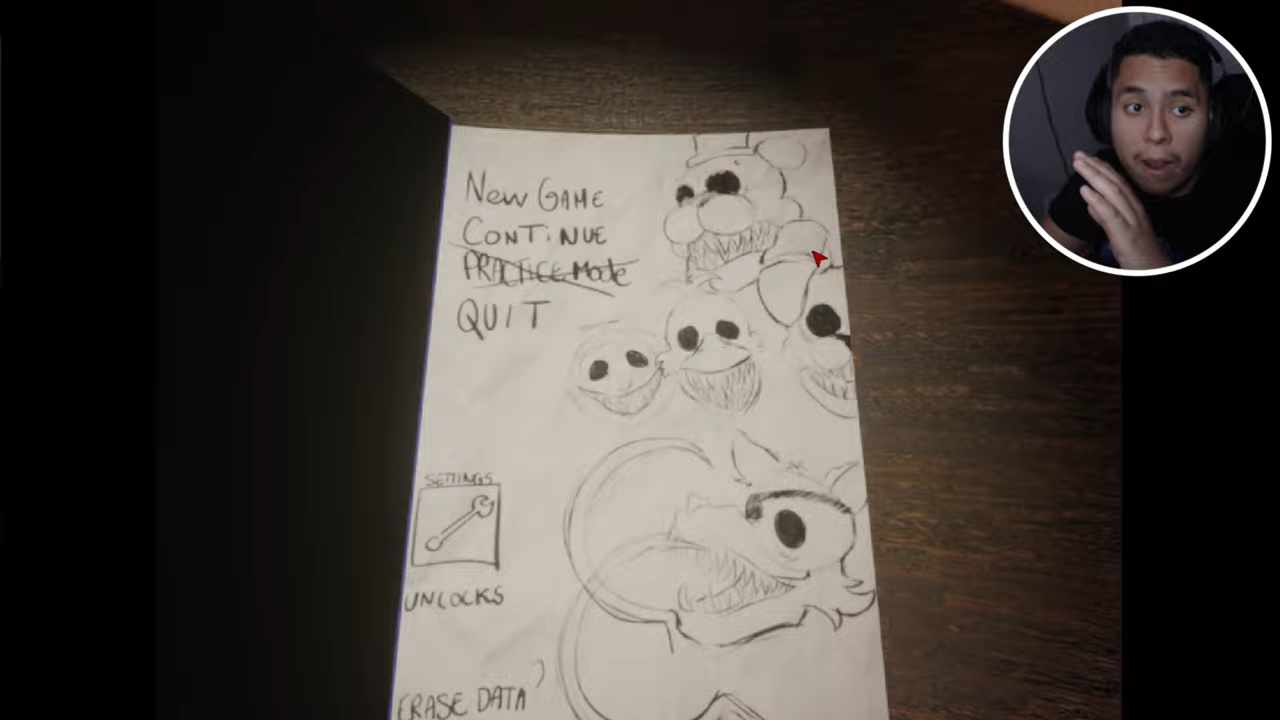 New GAME
CONTINUE
PRACTICE Mode
QUIT
SETTINGS
UNLOCKS
ERASE DATA